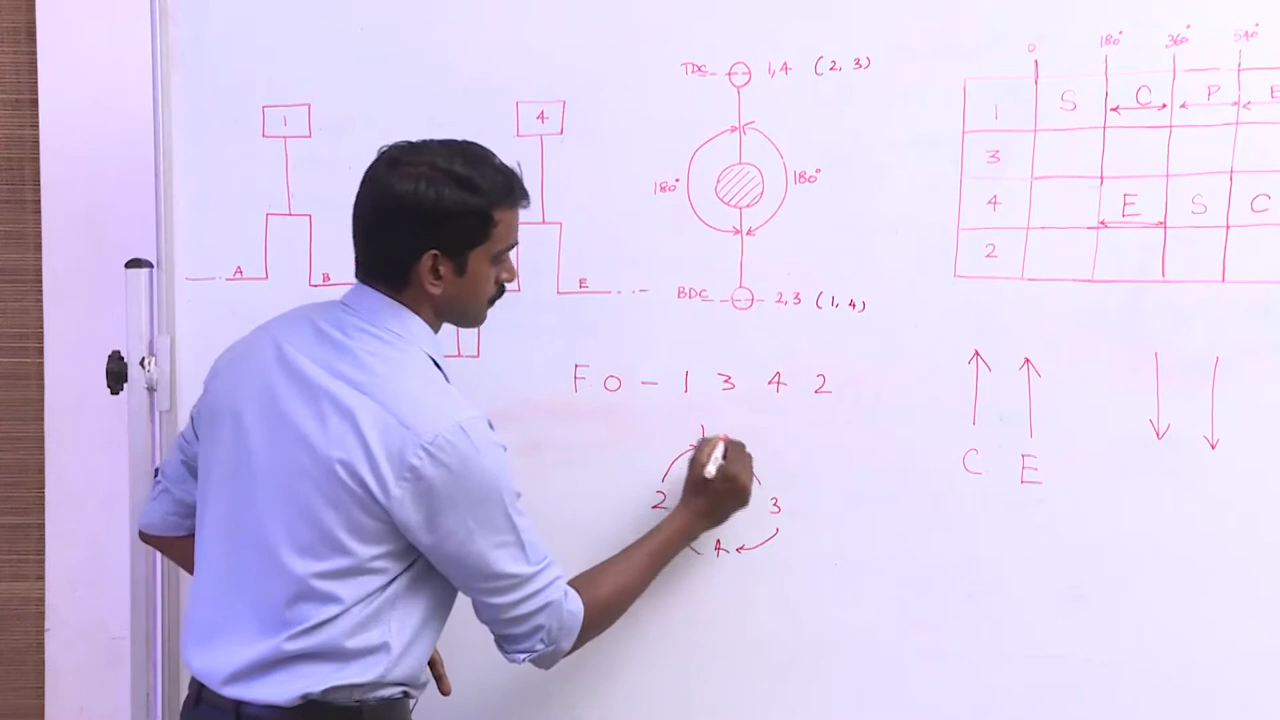 1
4
A
B
E
TDC 1,4 (2, 3)
180° 180°
BDC 2,3 (1,4)
F O - 1 3 4 2
1
2 3
4
0 180° 360° 540°
1 S C P E
3
4 E S C
2
C E